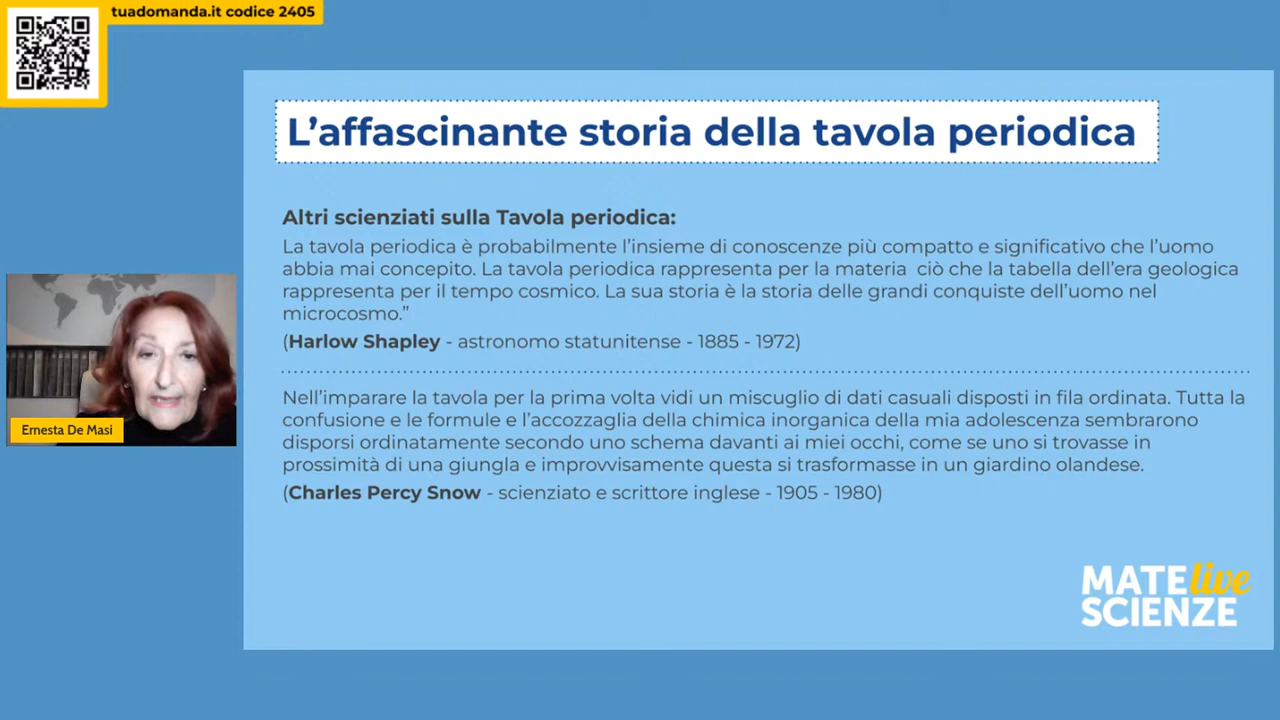 tuadomanda.it codice 2405
L’affascinante storia della tavola periodica
Altri scienziati sulla Tavola periodica:
La tavola periodica è probabilmente l’insieme di conoscenze più compatto e significativo che l’uomo
abbia mai concepito. La tavola periodica rappresenta per la materia  ciò che la tabella dell’era geologica
rappresenta per il tempo cosmico. La sua storia è la storia delle grandi conquiste dell’uomo nel
microcosmo.”
(Harlow Shapley - astronomo statunitense - 1885 - 1972)
Nell’imparare la tavola per la prima volta vidi un miscuglio di dati casuali disposti in fila ordinata. Tutta la
confusione e le formule e l’accozzaglia della chimica inorganica della mia adolescenza sembrarono
disporsi ordinatamente secondo uno schema davanti ai miei occhi, come se uno si trovasse in
prossimità di una giungla e improvvisamente questa si trasformasse in un giardino olandese.
(Charles Percy Snow - scienziato e scrittore inglese - 1905 - 1980)
Ernesta De Masi
MATE live
SCIENZE